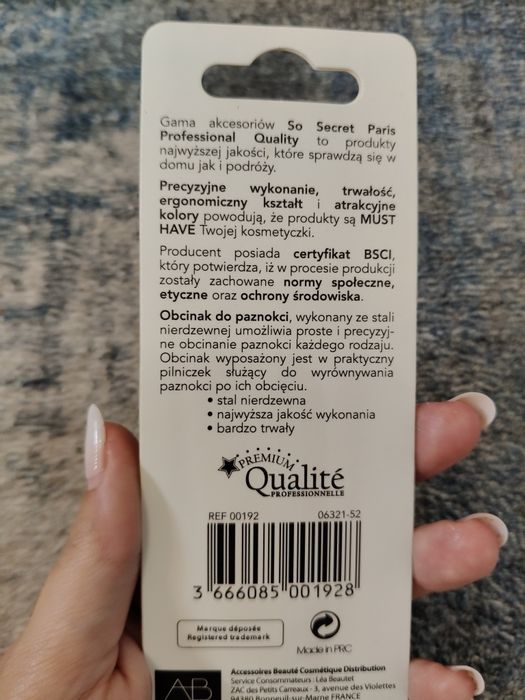 Gama akcesoriów So Secret Paris
Professional Quality to produkty
najwyższej jakości, które sprawdzą się w
domu jak i podróży.
Precyzyjne wykonanie, trwałość,
ergonomiczny kształt i atrakcyjne
kolory powodują, że produkty są MUST
HAVE Twojej kosmetyczki.
Producent posiada certyfikat BSCI,
który potwierdza, iż w procesie produkcji
zostały zachowane normy społeczne,
etyczne oraz ochrony środowiska.
Obcinak do paznokci, wykonany ze stali
nierdzewnej umożliwia proste i precyzyj-
ne obcinanie paznokci każdego rodzaju.
Obcinak wyposażony jest w praktyczny
pilniczek służący do wyrównywania
paznokci po ich obcięciu.
• stal nierdzewna
• najwyższa jakość wykonania
• bardzo trwały
PREMIUM
Qualité
PROFESSIONNELLE
REF 00192 06321-52
3 666085 001928
Marque déposée
Registered trademark
Made in PRC
AB
Accessoires Beauté Cosmétique Distribution
Service Consommateurs : Léa Beautet
ZAC des Petits Carreaux - 3, avenue des Violettes
94380 Bonneuil-sur-Marne FRANCE